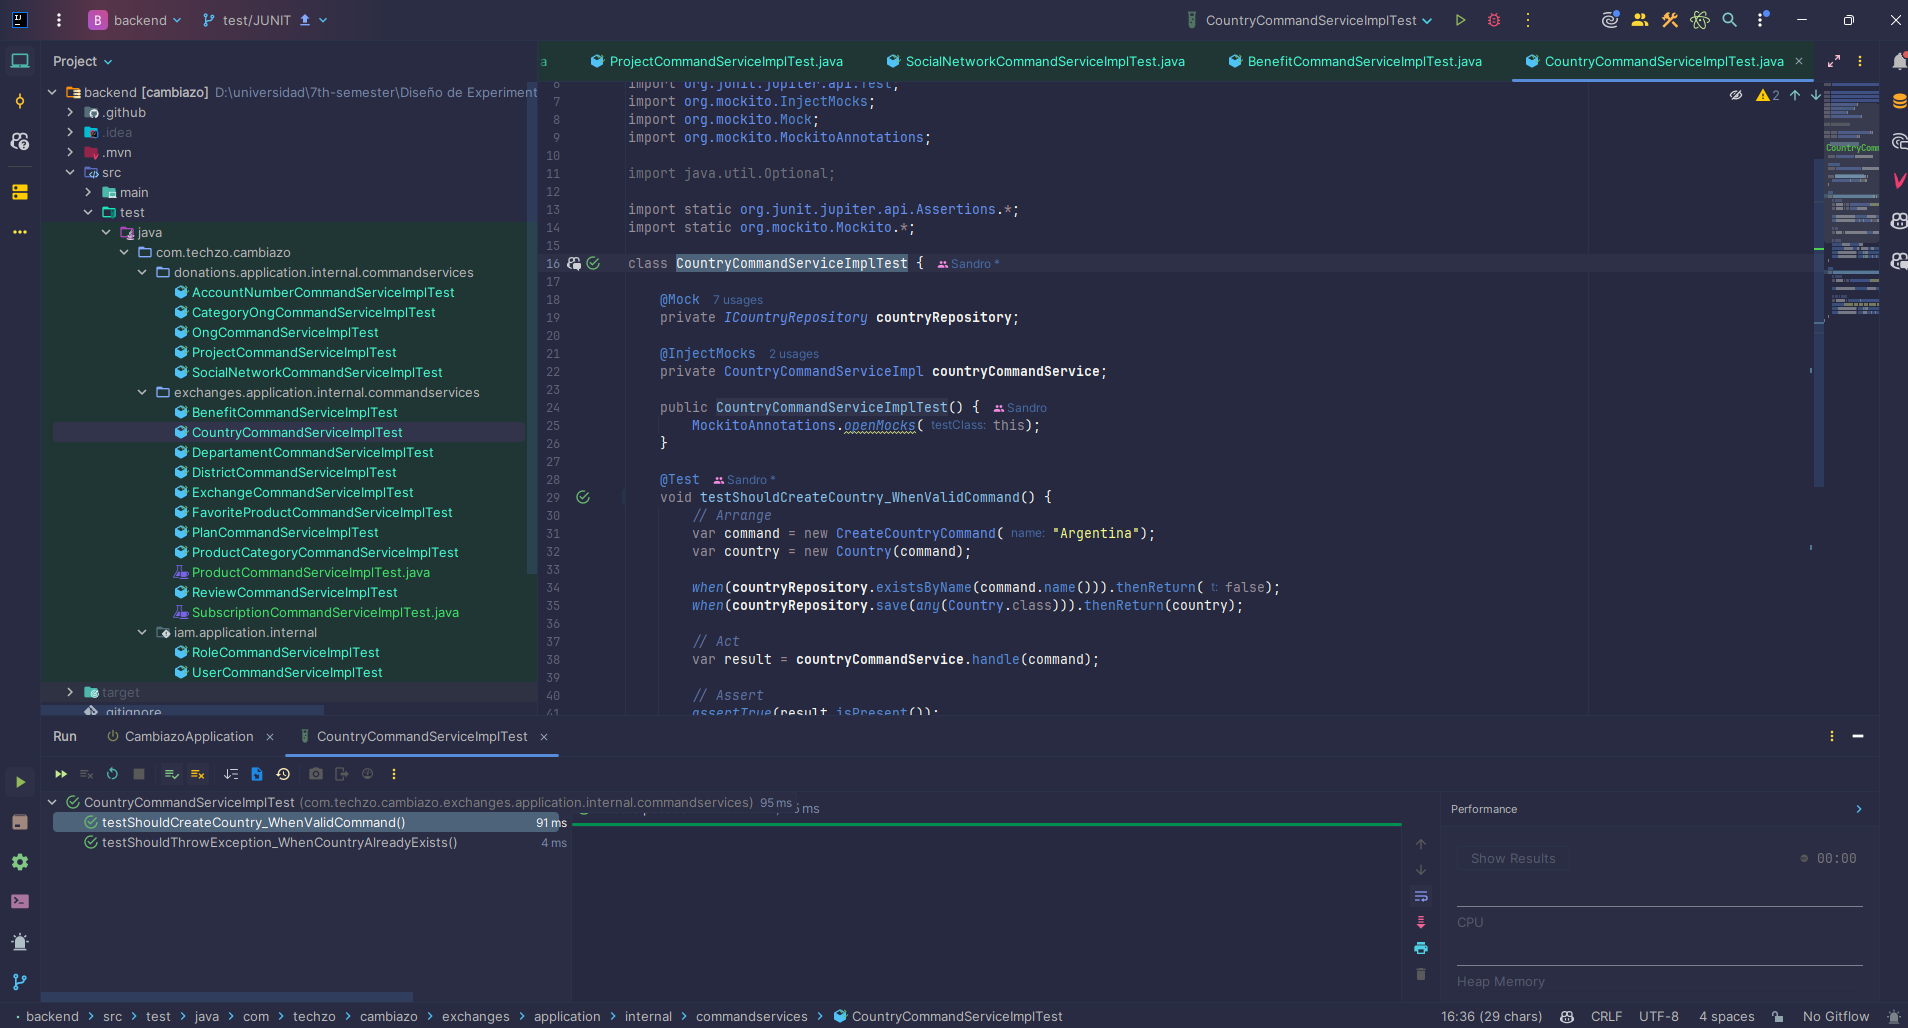 B backend test/JUNIT CountryCommandServiceImplTest
Project
backend [cambiazo] D:\universidad\7th-semester\Diseño de Experiment
.github
.idea
.mvn
src
main
test
java
com.techzo.cambiazo
donations.application.internal.commandservices
AccountNumberCommandServiceImplTest
CategoryOngCommandServiceImplTest
OngCommandServiceImplTest
ProjectCommandServiceImplTest
SocialNetworkCommandServiceImplTest
exchanges.application.internal.commandservices
BenefitCommandServiceImplTest
CountryCommandServiceImplTest
DepartamentCommandServiceImplTest
DistrictCommandServiceImplTest
ExchangeCommandServiceImplTest
FavoriteProductCommandServiceImplTest
PlanCommandServiceImplTest
ProductCategoryCommandServiceImplTest
ProductCommandServiceImplTest.java
ReviewCommandServiceImplTest
SubscriptionCommandServiceImplTest.java
iam.application.internal
RoleCommandServiceImplTest
UserCommandServiceImplTest
target
.gitignore
a ProjectCommandServiceImplTest.java SocialNetworkCommandServiceImplTest.java BenefitCommandServiceImplTest.java CountryCommandServiceImplTest.java
2
6 import org.junit.jupiter.api.Test;
7 import org.mockito.InjectMocks;
8 import org.mockito.Mock;
9 import org.mockito.MockitoAnnotations;
10
11 import java.util.Optional;
12
13 import static org.junit.jupiter.api.Assertions.*;
14 import static org.mockito.Mockito.*;
15
16 class CountryCommandServiceImplTest { Sandro *
17
18 @Mock 7 usages
19 private ICountryRepository countryRepository;
20
21 @InjectMocks 2 usages
22 private CountryCommandServiceImpl countryCommandService;
23
24 public CountryCommandServiceImplTest() { Sandro
25 MockitoAnnotations.openMocks( testClass: this);
26 }
27
28 @Test Sandro *
29 void testShouldCreateCountry_WhenValidCommand() {
30 // Arrange
31 var command = new CreateCountryCommand( name: "Argentina");
32 var country = new Country(command);
33
34 when(countryRepository.existsByName(command.name())).thenReturn( t: false);
35 when(countryRepository.save(any(Country.class))).thenReturn(country);
36
37 // Act
38 var result = countryCommandService.handle(command);
39
40 // Assert
41 assertTrue(result.isPresent());
CountryComm
Run CambiazoApplication CountryCommandServiceImplTest
CountryCommandServiceImplTest (com.techzo.cambiazo.exchanges.application.internal.commandservices) 95 ms
testShouldCreateCountry_WhenValidCommand() 91 ms
testShouldThrowException_WhenCountryAlreadyExists() 4 ms
ms
Performance
Show Results 00:00
CPU
Heap Memory
backend src test java com techzo cambiazo exchanges application internal commandservices CountryCommandServiceImplTest 16:36 (29 chars) CRLF UTF-8 4 spaces No Gitflow